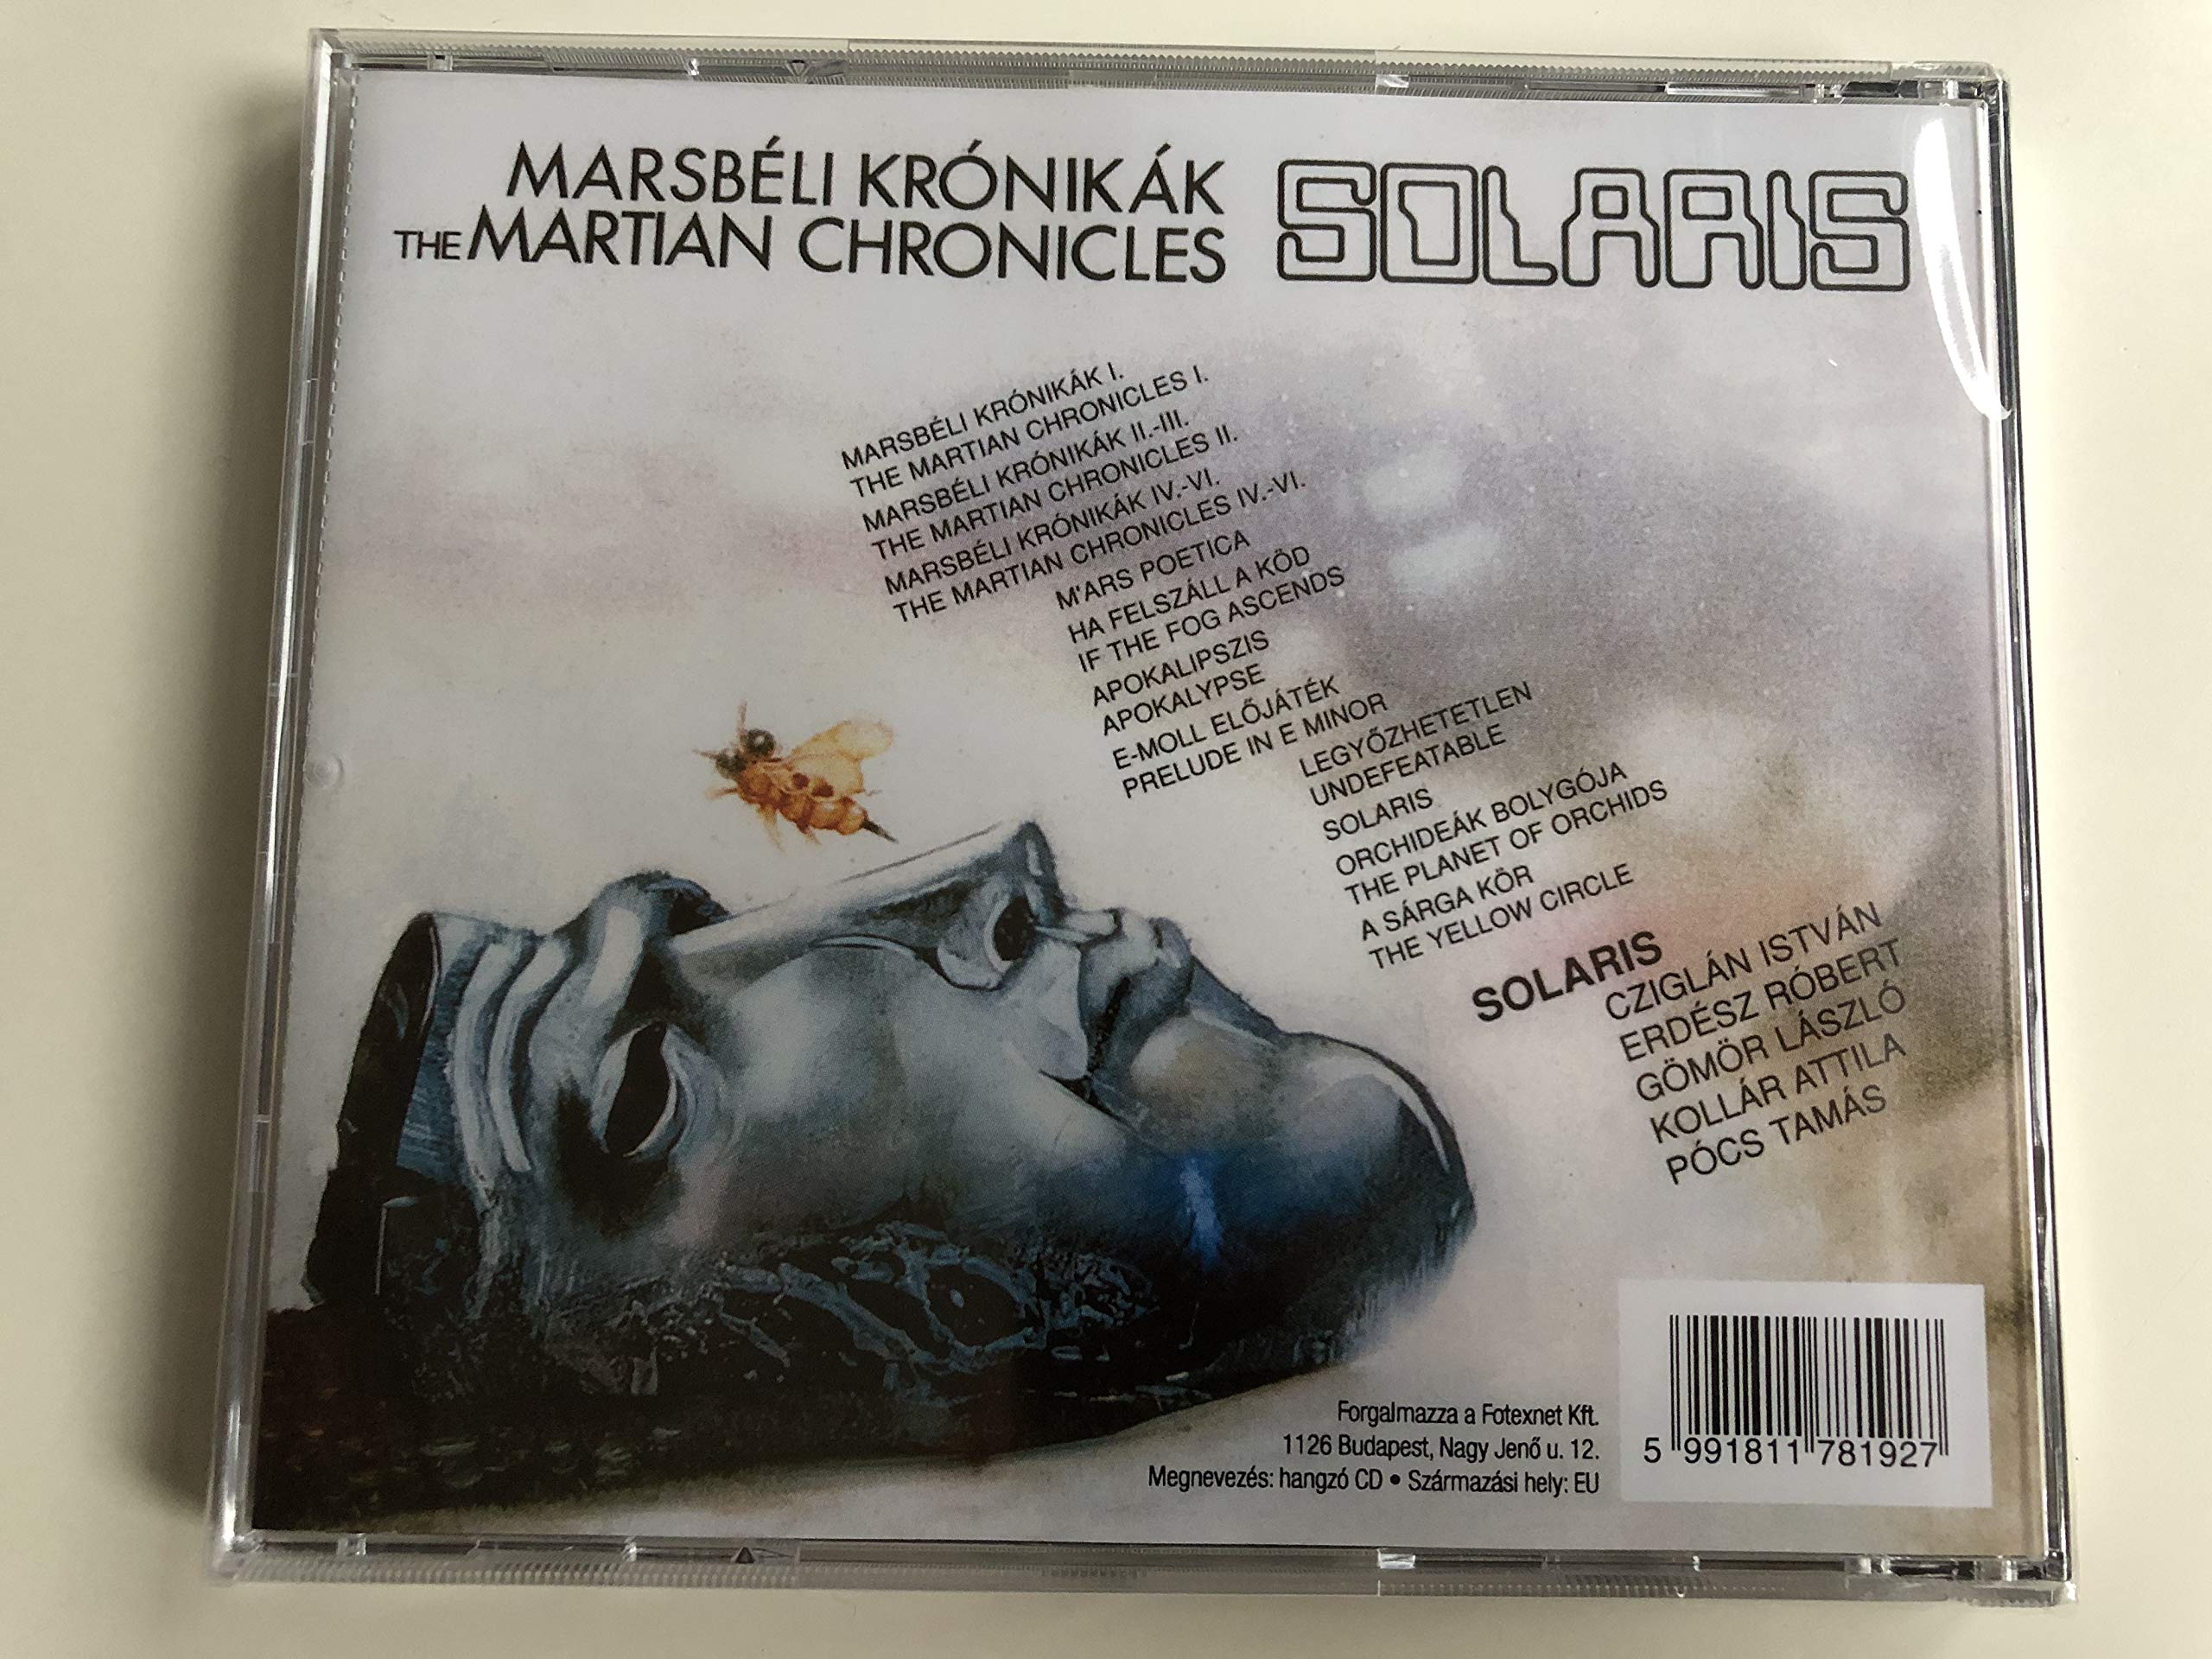 MARSBÉLI KRÓNIKÁK
THE MARTIAN CHRONICLES
SOLARIS
MARSBÉLI KRÓNIKÁK I.
THE MARTIAN CHRONICLES I.
MARSBÉLI KRÓNIKÁK II.-III.
THE MARTIAN CHRONICLES II.
MARSBÉLI KRÓNIKÁK IV.-VI.
THE MARTIAN CHRONICLES IV.-VI.
M'ARS POETICA
HA FELSZÁLL A KÖD
IF THE FOG ASCENDS
APOKALIPSZIS
APOKALYPSE
E-MOLL ELŐJÁTÉK
PRELUDE IN E MINOR
LEGYŐZHETETLEN
UNDEFEATABLE
SOLARIS
ORCHIDEÁK BOLYGÓJA
THE PLANET OF ORCHIDS
A SÁRGA KÖR
THE YELLOW CIRCLE
SOLARIS
CZIGLÁN ISTVÁN
ERDÉSZ RÓBERT
GÖMÖR LÁSZLÓ
KOLLÁR ATTILA
PÓCS TAMÁS
Forgalmazza a Fotexnet Kft.
1126 Budapest, Nagy Jenő u. 12.
Megnevezés: hangzó CD • Származási hely: EU
5 991811 781927